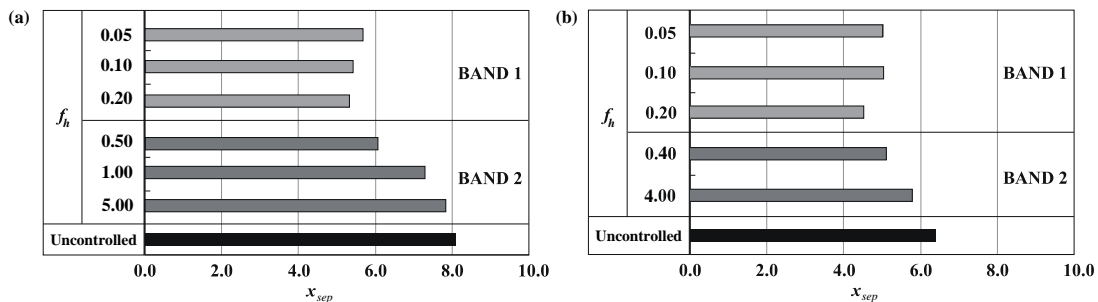 (a)
0.05
0.10
0.20
BAND 1
f_h
0.50
1.00
5.00
BAND 2
Uncontrolled
0.0 2.0 4.0 6.0 8.0 10.0
x_sep
(b)
0.05
0.10
0.20
BAND 1
f_h
0.40
4.00
BAND 2
Uncontrolled
0.0 2.0 4.0 6.0 8.0 10.0
x_sep